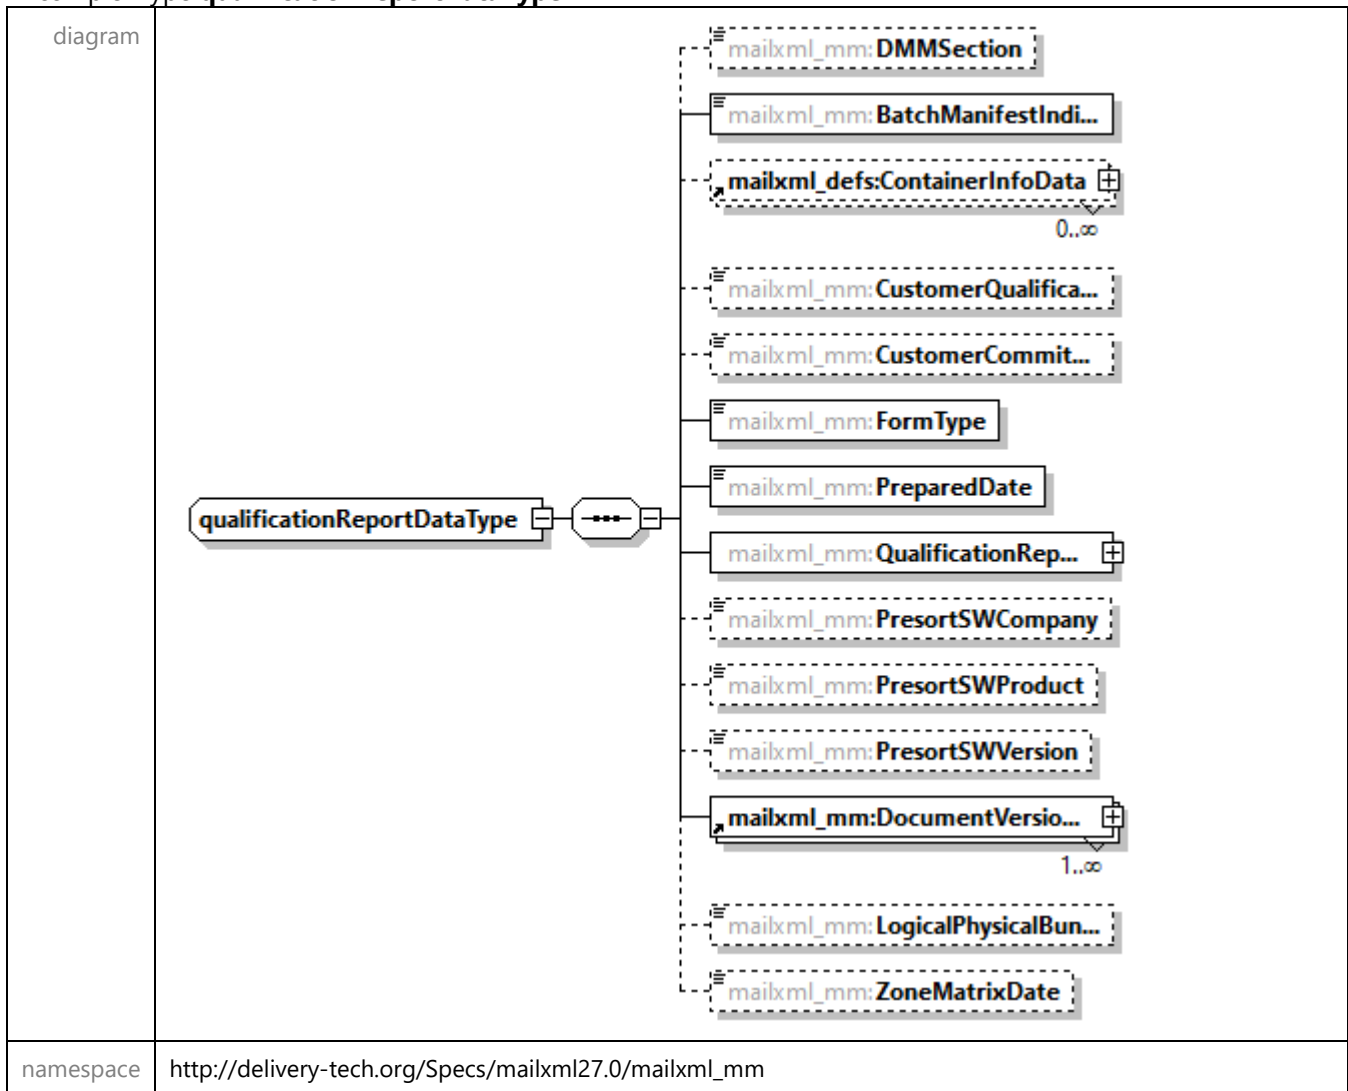 diagram
mailxml_mm:DMMSection
mailxml_mm:BatchManifestIndi...
mailxml_defs:ContainerInfoData
0..∞
mailxml_mm:CustomerQualifica...
mailxml_mm:CustomerCommit...
mailxml_mm:FormType
mailxml_mm:PreparedDate
qualificationReportDataType
mailxml_mm:QualificationRep...
mailxml_mm:PresortSWCompany
mailxml_mm:PresortSWProduct
mailxml_mm:PresortSWVersion
mailxml_mm:DocumentVersio...
1..∞
mailxml_mm:LogicalPhysicalBun...
mailxml_mm:ZoneMatrixDate
namespace http://delivery-tech.org/Specs/mailxml27.0/mailxml_mm